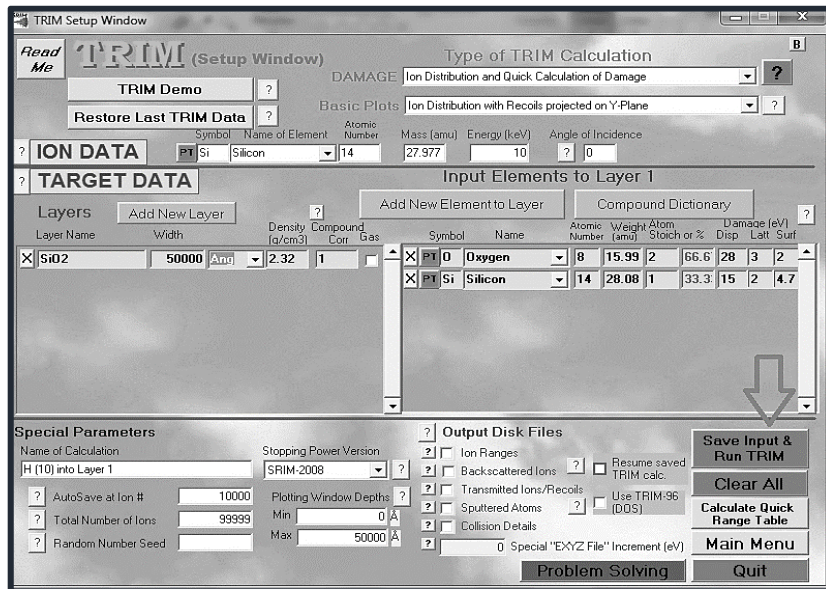 TRIM Setup Window
Read Me
TRIM (Setup Window)
Type of TRIM Calculation
B
TRIM Demo ?
DAMAGE Ion Distribution and Quick Calculation of Damage ?
Restore Last TRIM Data ?
Basic Plots Ion Distribution with Recoils projected on Y-Plane ?
Symbol Name of Element Atomic Number Mass (amu) Energy (keV) Angle of Incidence
? ION DATA PT Si Silicon 14 27.977 10 ? 0
? TARGET DATA
Input Elements to Layer 1
Layers Add New Layer ?
Add New Element to Layer Compound Dictionary ?
Layer Name Width Density (g/cm3) Compound Corr Gas
Symbol Name Atomic Number Weight (amu) Atom Stoich or % Damage (eV) Disp Latt Surf
X SiO2 50000 Ang 2.32 1
X PT O Oxygen 8 15.99 2 66.6 28 3 2
X PT Si Silicon 14 28.08 1 33.3 15 2 4.7
Special Parameters
Name of Calculation
H (10) into Layer 1
Stopping Power Version
SRIM-2008 ?
? AutoSave at Ion # 10000
? Total Number of Ions 99999
? Random Number Seed
Plotting Window Depths ?
Min 0 Å
Max 50000 Å
? Output Disk Files
? Ion Ranges
? Backscattered Ions
? Transmitted Ions/Recoils
? Sputtered Atoms
? Collision Details
? 0 Special "EXYZ File" Increment (eV)
? Resume saved TRIM calc.
? Use TRIM-96 (DOS)
Save Input & Run TRIM
Clear All
Calculate Quick Range Table
Main Menu
Problem Solving
Quit